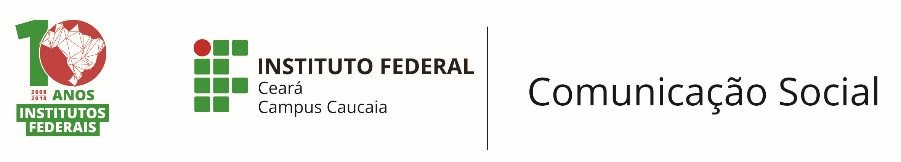 10
2008
2018 ANOS
INSTITUTOS
FEDERAIS
INSTITUTO FEDERAL
Ceará
Campus Caucaia
Comunicação Social